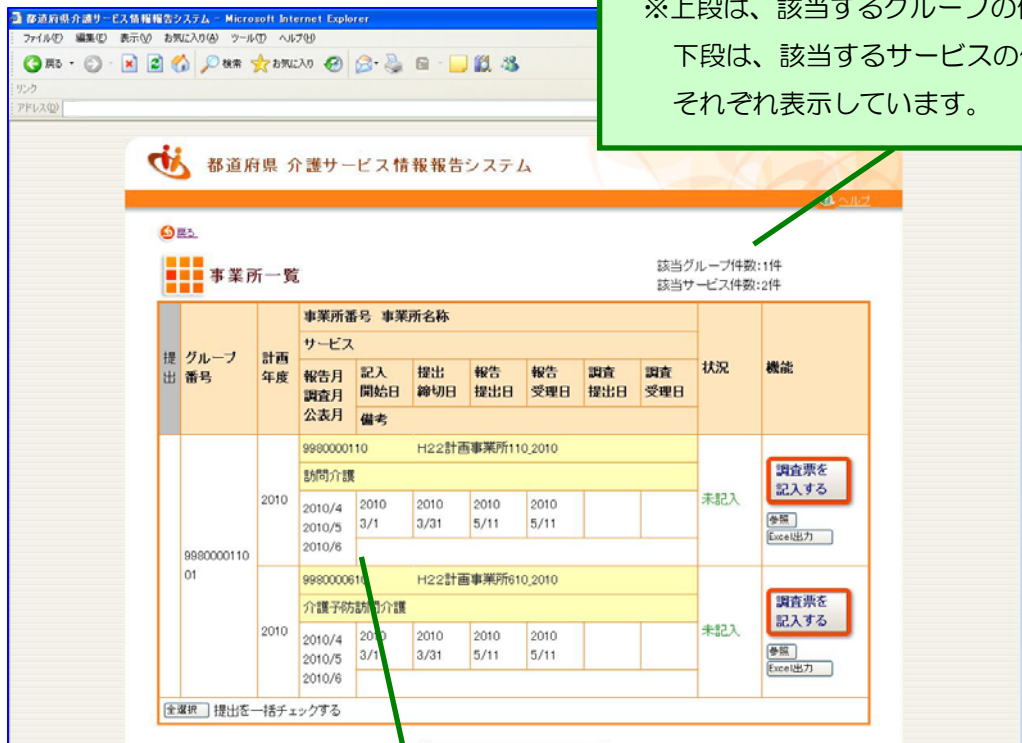 ※上段は、該当するグループの
下段は、該当するサービスの
それぞれ表示しています。
都道府県介護サービス情報報告システム - Microsoft Internet Explorer
ファイル(F) 編集(E) 表示(V) お気に入り(A) ツール(T) ヘルプ(H)
戻る 検索 お気に入り
リンク
アドレス(D)
都道府県 介護サービス情報報告システム
ヘルプ
戻る
事業所一覧
該当グループ件数:1件
該当サービス件数:2件
提出 グループ番号 計画年度 事業所番号 事業所名称 状況 機能
サービス
報告月 調査月 公表月 記入開始日 提出締切日 報告提出日 報告受理日 調査提出日 調査受理日
備考
9980000110 01
2010 9980000110 H22計画事業所110_2010
訪問介護
2010/4 2010/5 2010/6 2010 3/1 2010 3/31 2010 5/11 2010 5/11 未記入
調査票を記入する
参照
Excel出力
2010 9980000610 H22計画事業所610_2010
介護予防訪問介護
2010/4 2010/5 2010/6 2010 3/1 2010 3/31 2010 5/11 2010 5/11 未記入
調査票を記入する
参照
Excel出力
全選択 提出を一括チェックする